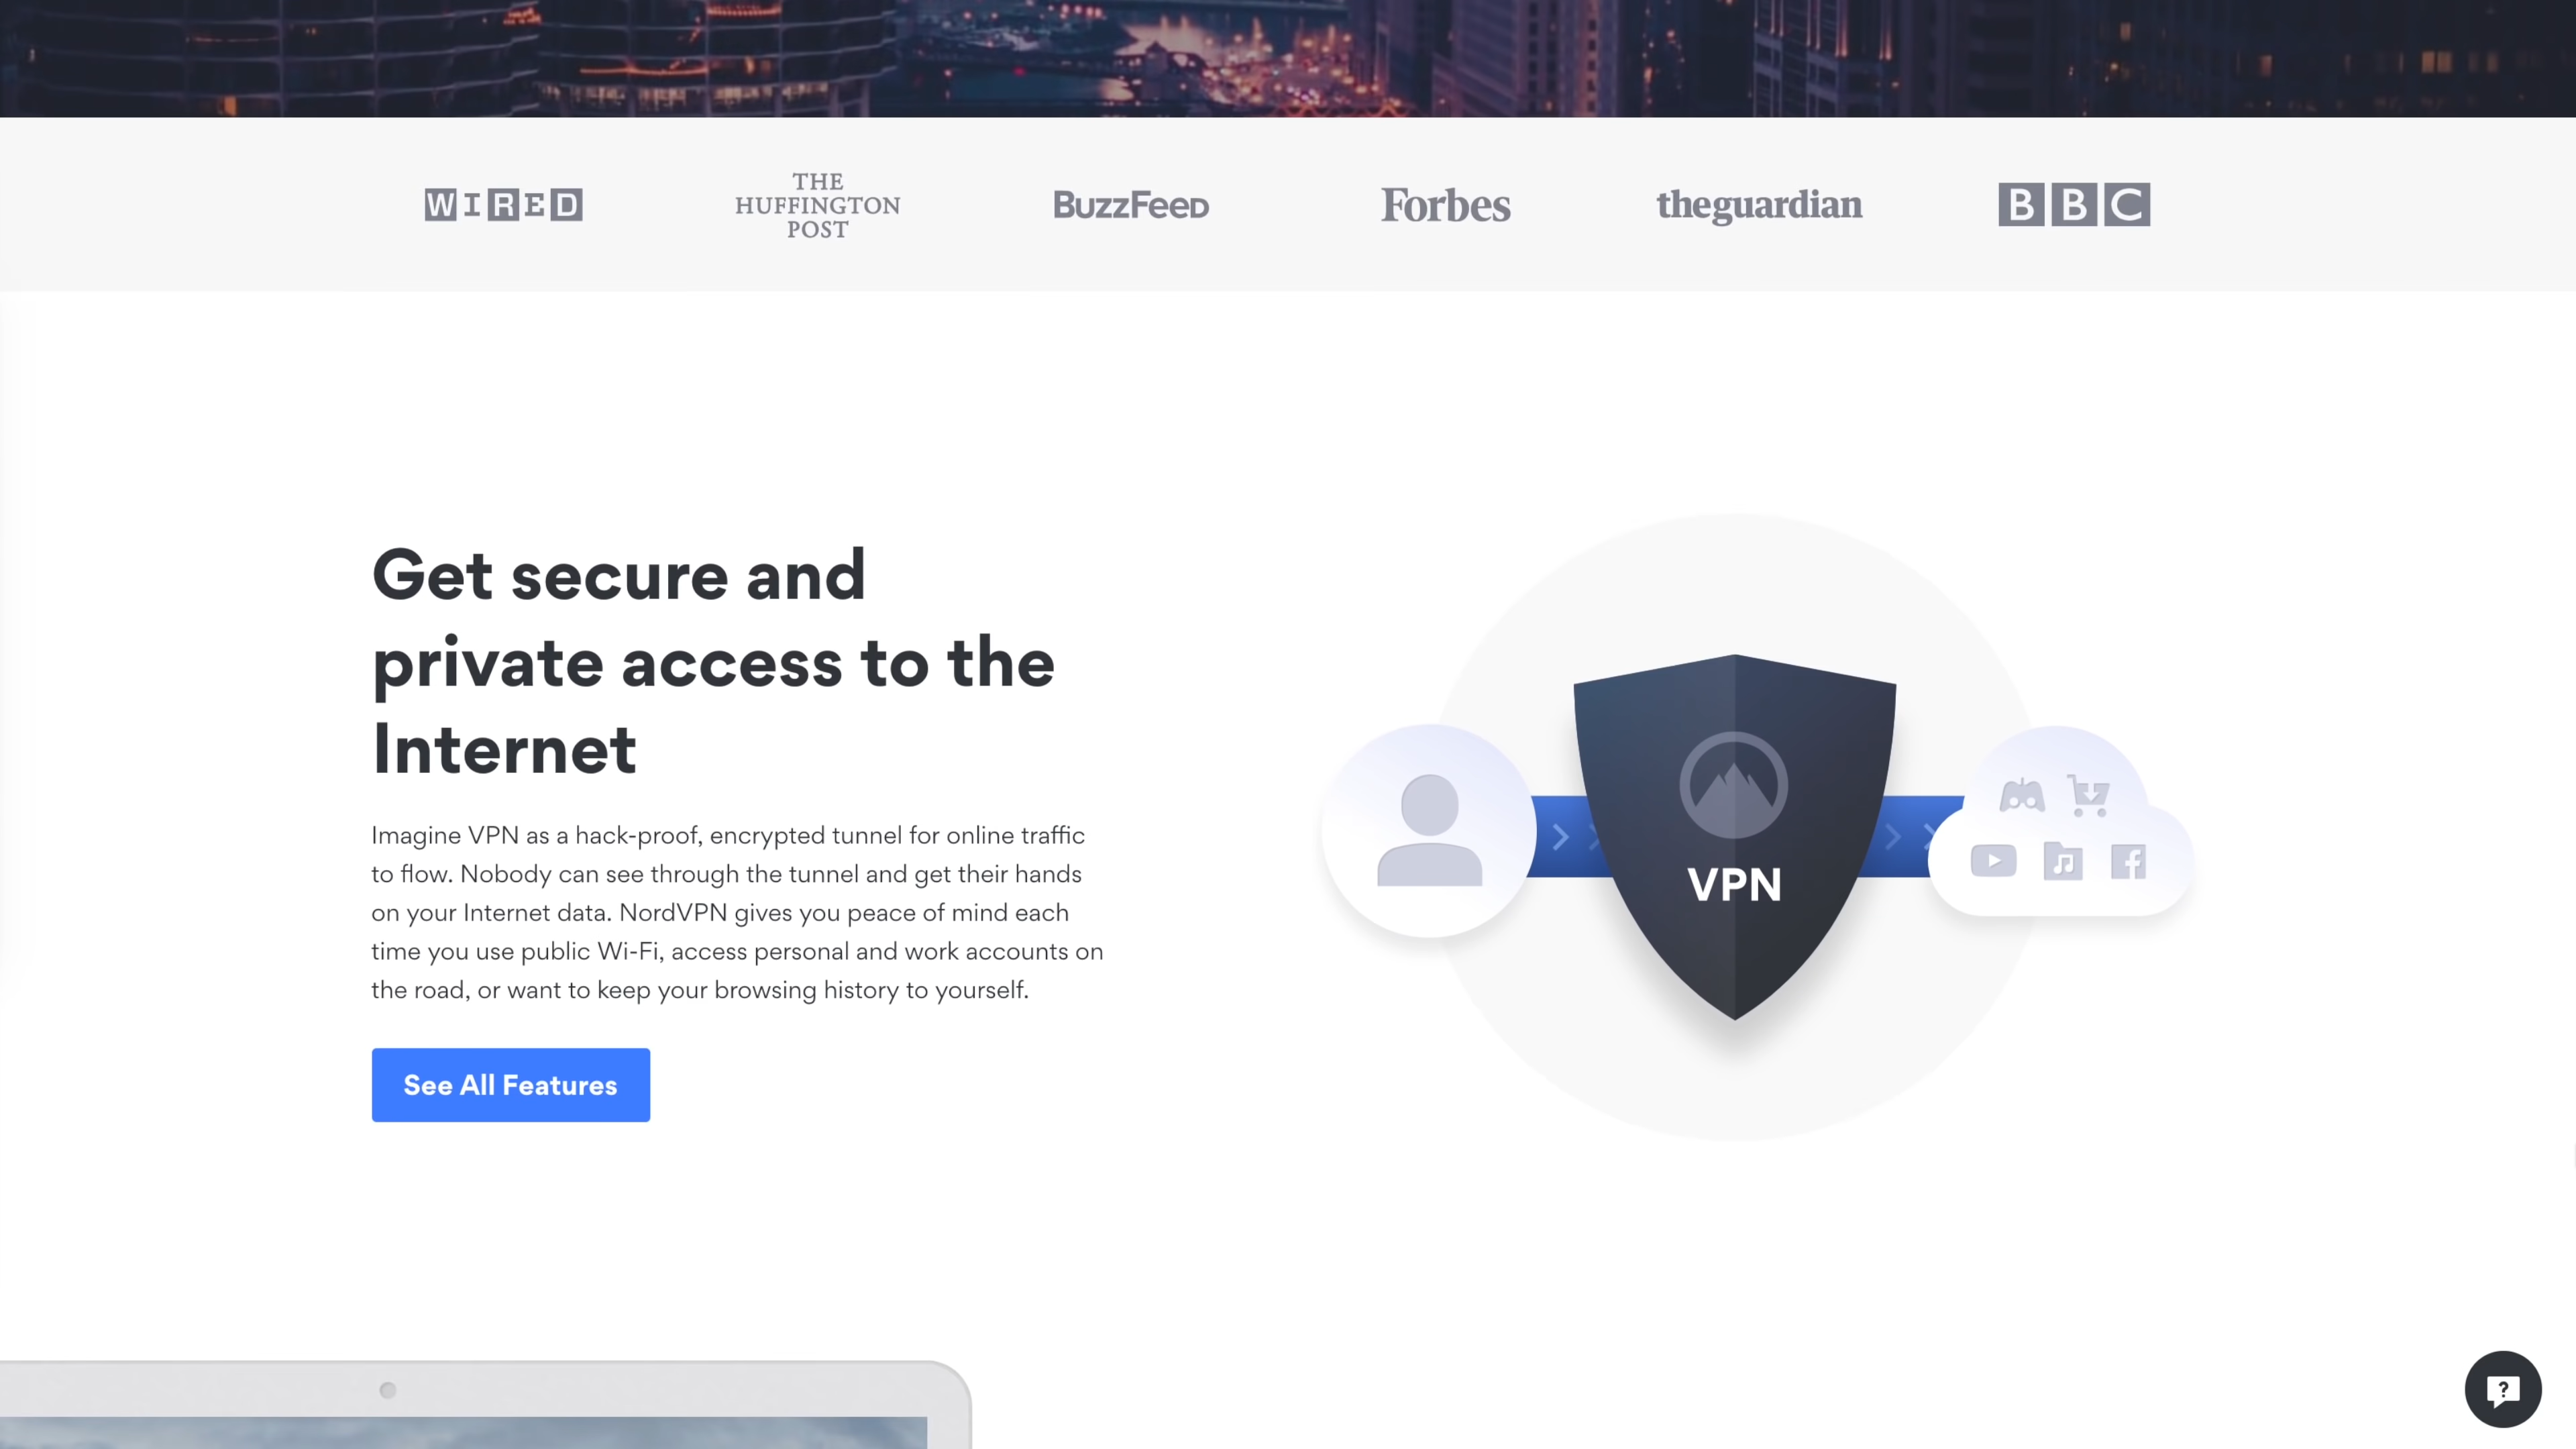 WIRED
THE
HUFFINGTON
POST
BuzzFeed
Forbes
theguardian
BBC
Get secure and
private access to the
Internet
Imagine VPN as a hack-proof, encrypted tunnel for online traffic
to flow. Nobody can see through the tunnel and get their hands
on your Internet data. NordVPN gives you peace of mind each
time you use public Wi-Fi, access personal and work accounts on
the road, or want to keep your browsing history to yourself.
See All Features
VPN